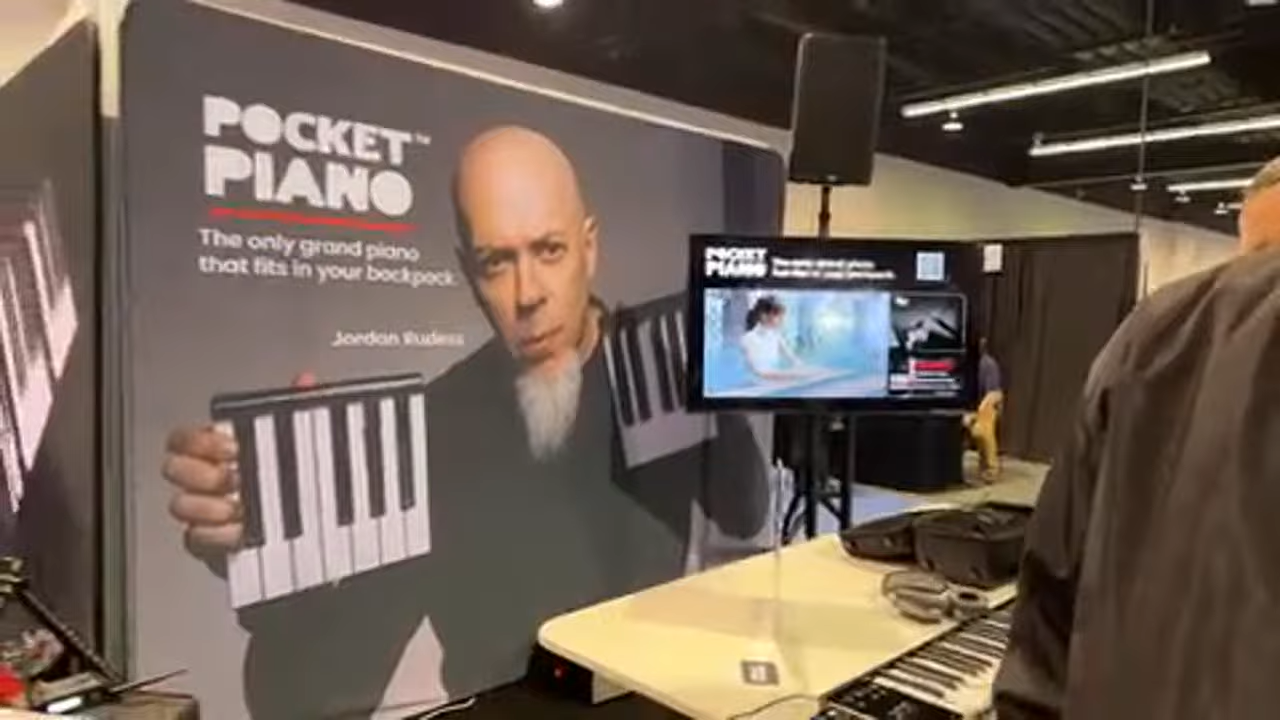 POCKET™
PIANO
The only grand piano
that fits in your backpack.
Jordan Rudess
POCKET
PIANO